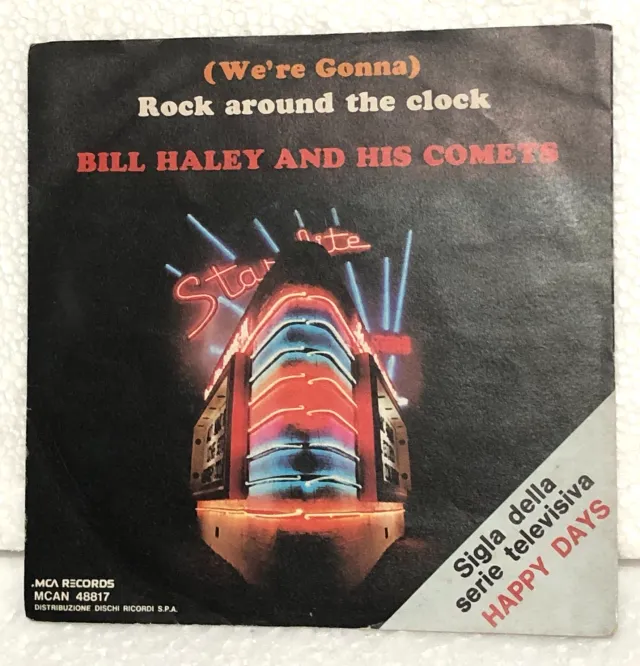 (We're Gonna)
Rock around the clock
BILL HALEY AND HIS COMETS
Sigla della
serie televisiva
HAPPY DAYS
.MCA RECORDS
MCAN 48817
DISTRIBUZIONE DISCHI RICORDI S.P.A.